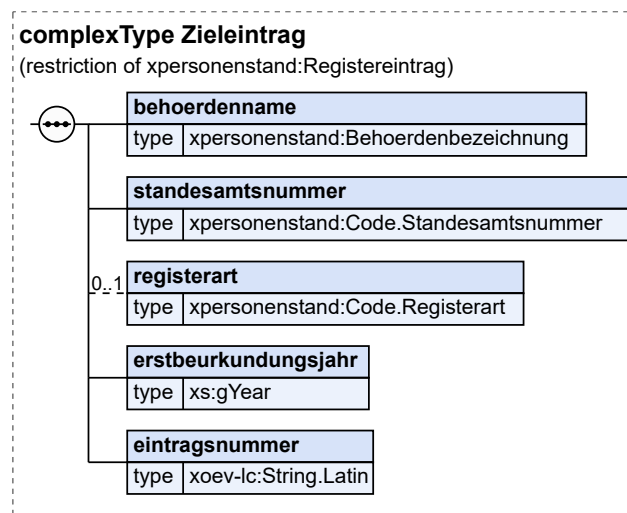 complexType Zieleintrag
(restriction of xpersonenstand:Registereintrag)
behoerdenname
type xpersonenstand:Behoerdenbezeichnung
standesamtsnummer
type xpersonenstand:Code.Standesamtsnummer
0..1
registerart
type xpersonenstand:Code.Registerart
erstbeurkundungsjahr
type xs:gYear
eintragsnummer
type xoev-lc:String.Latin